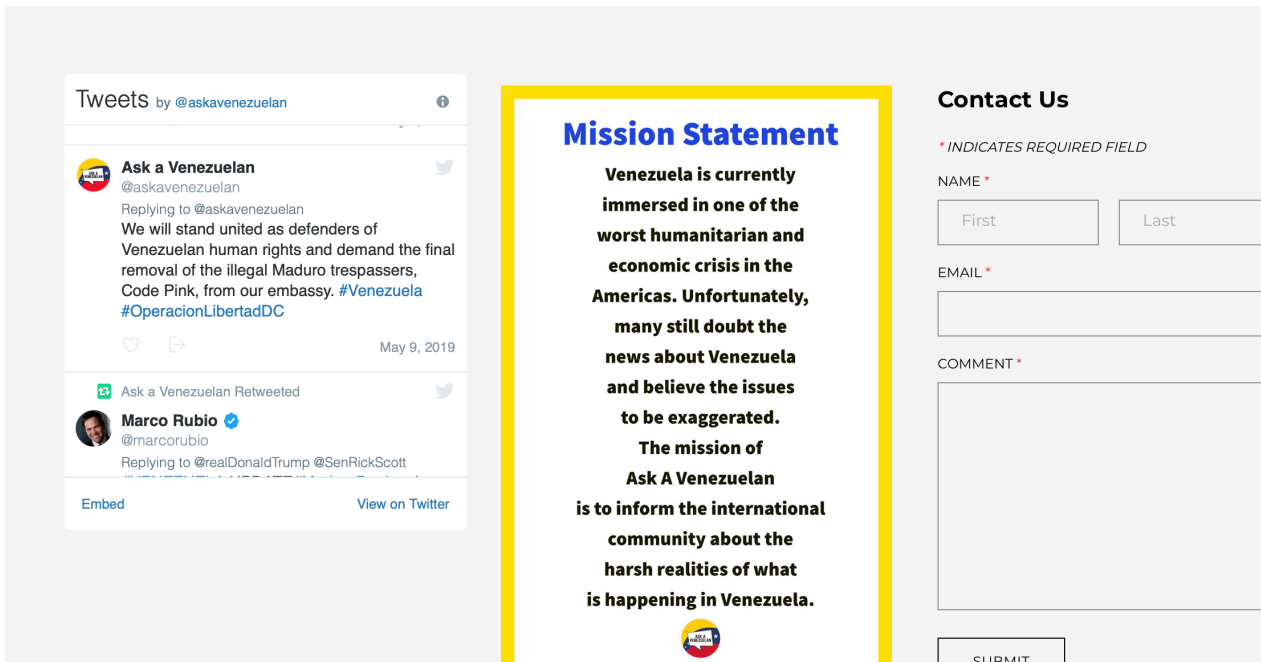 Tweets by @askavenezuelan
Ask a Venezuelan
@askavenezuelan
Replying to @askavenezuelan
We will stand united as defenders of
Venezuelan human rights and demand the final
removal of the illegal Maduro trespassers,
Code Pink, from our embassy. #Venezuela
#OperacionLibertadDC
May 9, 2019
Ask a Venezuelan Retweeted
Marco Rubio
@marcorubio
Replying to @realDonaldTrump @SenRickScott
Embed
View on Twitter
Mission Statement
Venezuela is currently
immersed in one of the
worst humanitarian and
economic crisis in the
Americas. Unfortunately,
many still doubt the
news about Venezuela
and believe the issues
to be exaggerated.
The mission of
Ask A Venezuelan
is to inform the international
community about the
harsh realities of what
is happening in Venezuela.
ASK A
VENEZUELAN
Contact Us
* INDICATES REQUIRED FIELD
NAME *
First
Last
EMAIL *
COMMENT *
SUBMIT